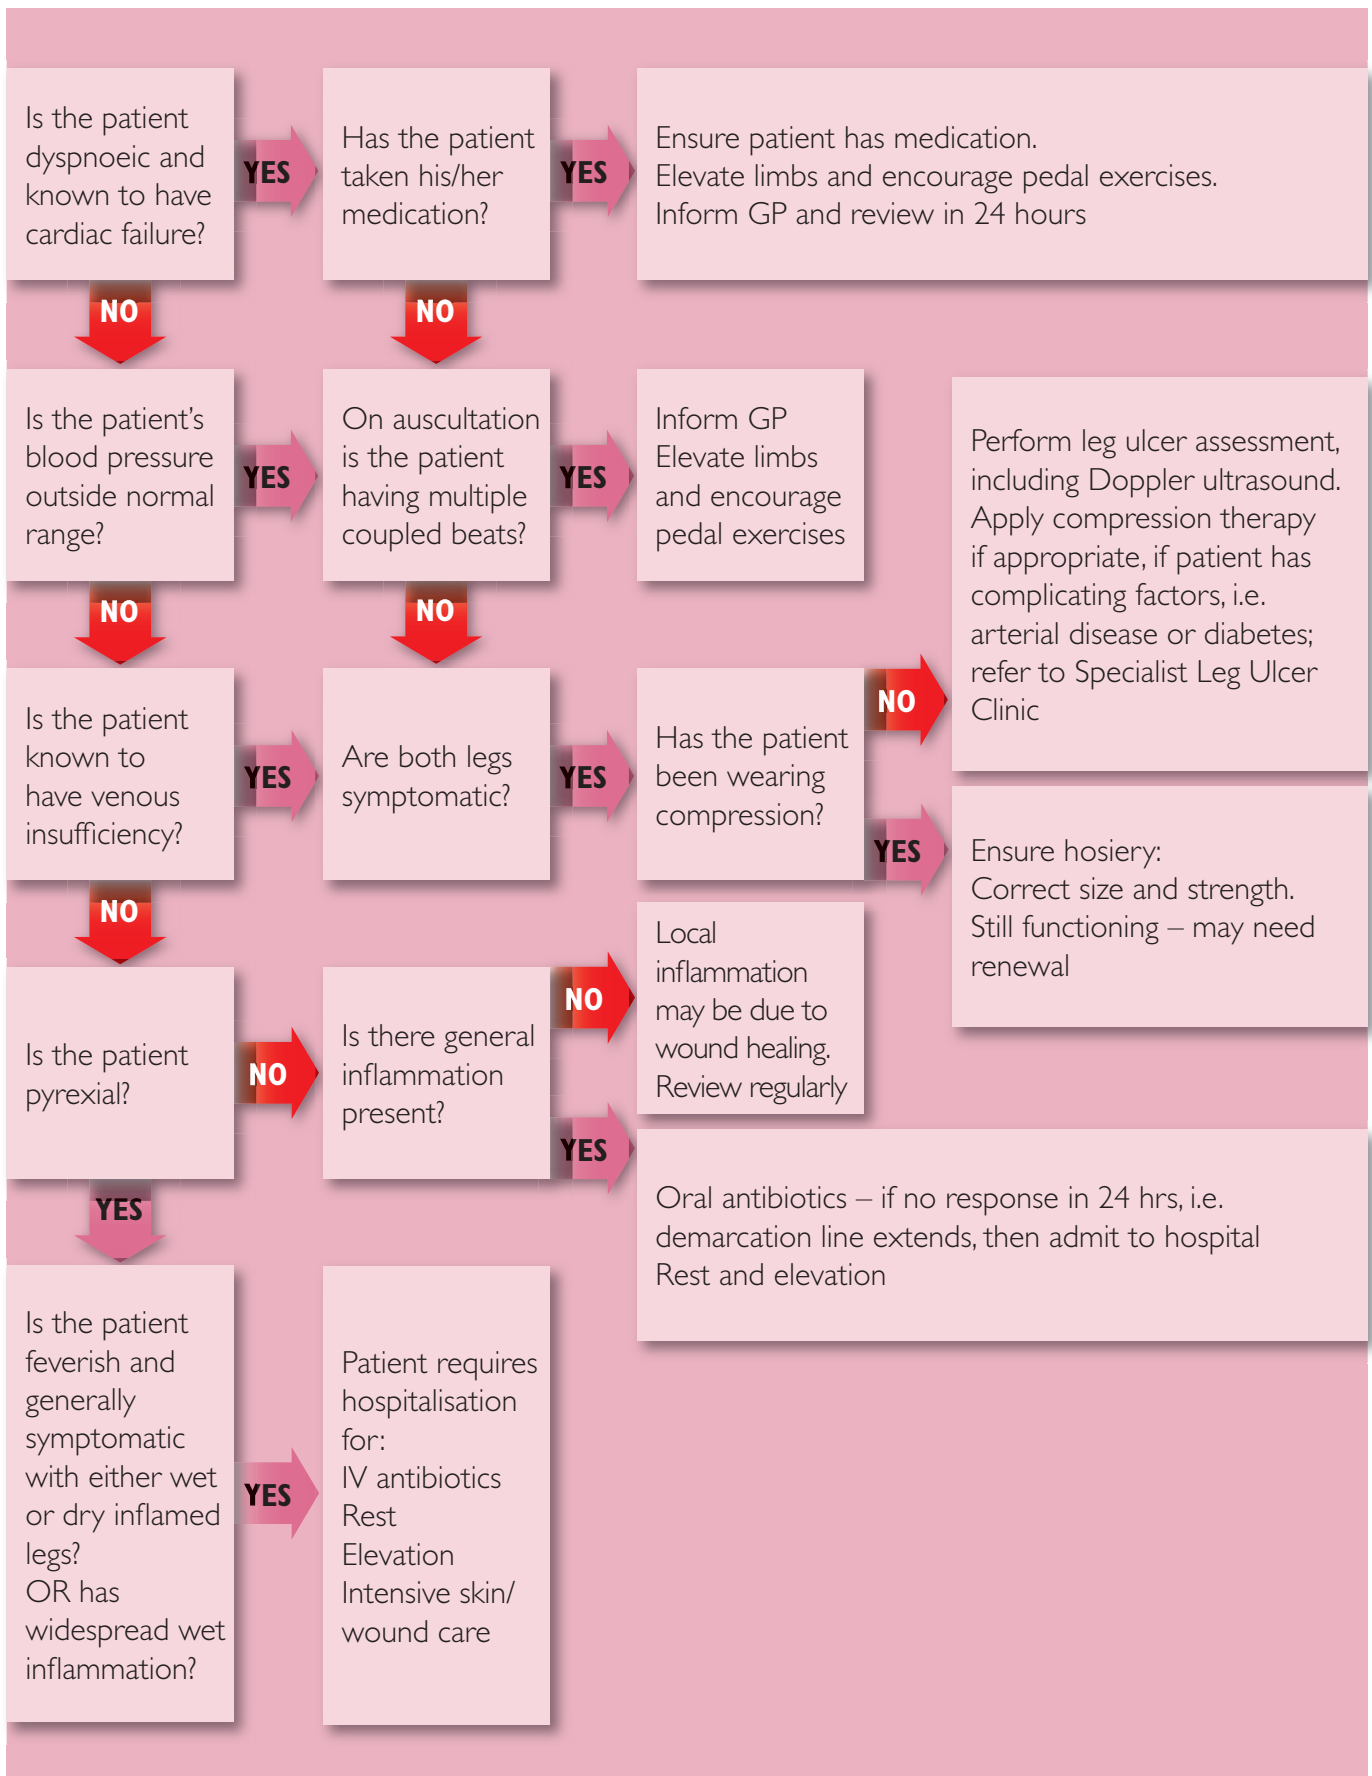 Is the patient
dyspnoeic and
known to have
cardiac failure?
YES
Has the patient
taken his/her
medication?
YES
Ensure patient has medication.
Elevate limbs and encourage pedal exercises.
Inform GP and review in 24 hours
NO
NO
Is the patient’s
blood pressure
outside normal
range?
YES
On auscultation
is the patient
having multiple
coupled beats?
YES
Inform GP
Elevate limbs
and encourage
pedal exercises
Perform leg ulcer assessment,
including Doppler ultrasound.
Apply compression therapy
if appropriate, if patient has
complicating factors, i.e.
arterial disease or diabetes;
refer to Specialist Leg Ulcer
Clinic
NO
NO
Is the patient
known to
have venous
insufficiency?
YES
Are both legs
symptomatic?
YES
Has the patient
been wearing
compression?
NO
YES
Ensure hosiery:
Correct size and strength.
Still functioning – may need
renewal
NO
Is the patient
pyrexial?
NO
Is there general
inflammation
present?
NO
Local
inflammation
may be due to
wound healing.
Review regularly
YES
Oral antibiotics – if no response in 24 hrs, i.e.
demarcation line extends, then admit to hospital
Rest and elevation
YES
Is the patient
feverish and
generally
symptomatic
with either wet
or dry inflamed
legs?
OR has
widespread wet
inflammation?
YES
Patient requires
hospitalisation
for:
IV antibiotics
Rest
Elevation
Intensive skin/
wound care